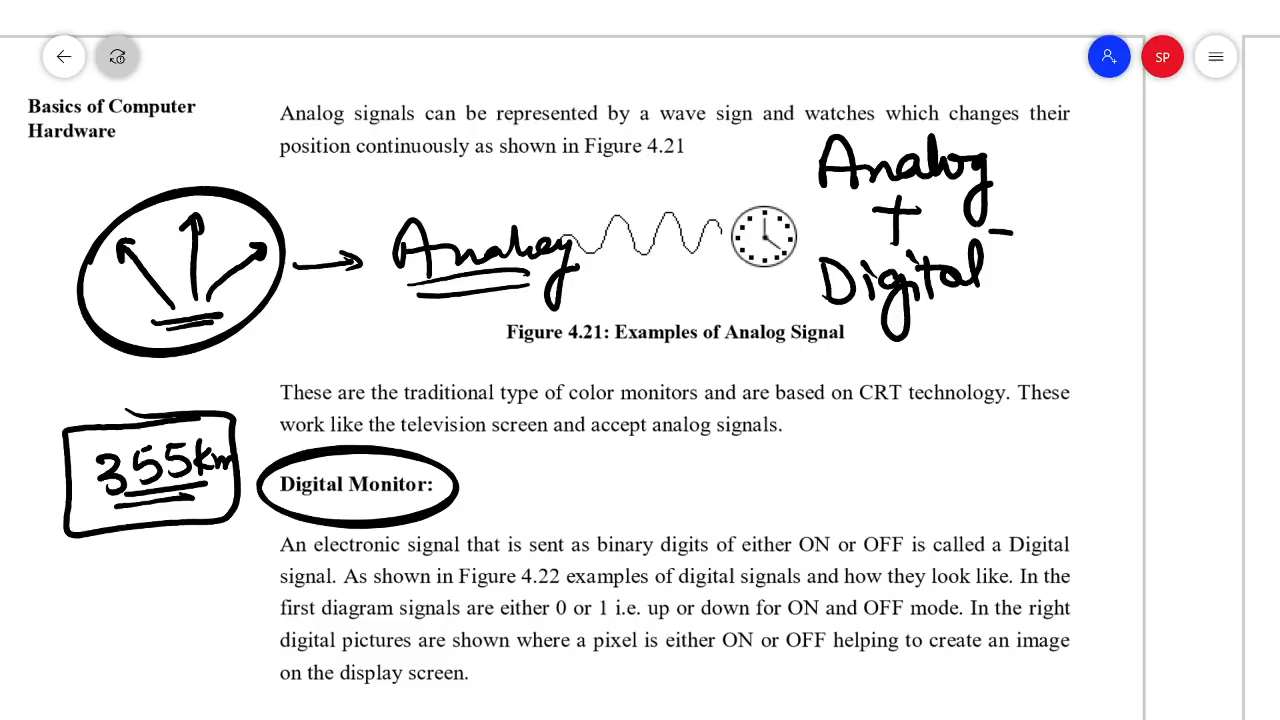 SP
Basics of Computer
Hardware
Analog signals can be represented by a wave sign and watches which changes their
position continuously as shown in Figure 4.21
Analog
Analog
+
Digital
Figure 4.21: Examples of Analog Signal
These are the traditional type of color monitors and are based on CRT technology. These
work like the television screen and accept analog signals.
355km
Digital Monitor:
An electronic signal that is sent as binary digits of either ON or OFF is called a Digital
signal. As shown in Figure 4.22 examples of digital signals and how they look like. In the
first diagram signals are either 0 or 1 i.e. up or down for ON and OFF mode. In the right
digital pictures are shown where a pixel is either ON or OFF helping to create an image
on the display screen.